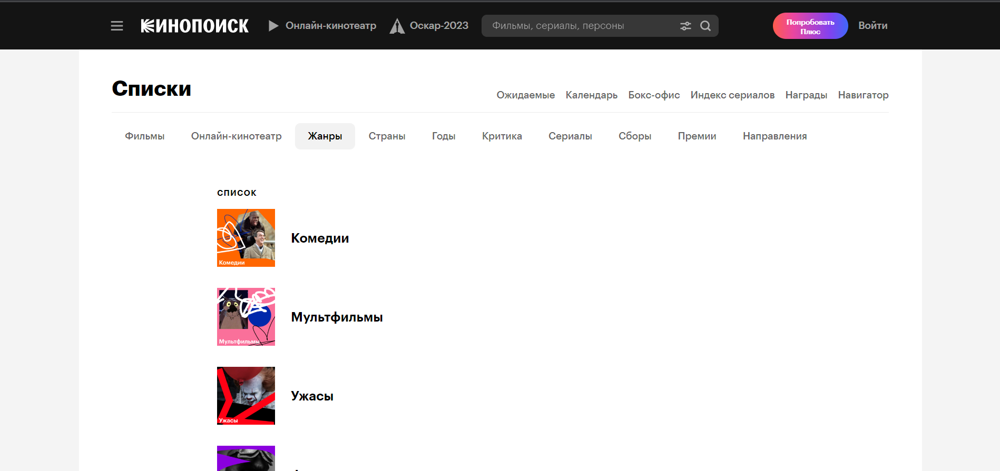 КИНОПОИСК
Онлайн-кинотеатр
Оскар-2023
Фильмы, сериалы, персоны
Попробовать
Плюс
Войти
Списки
Ожидаемые Календарь Бокс-офис Индекс сериалов Награды Навигатор
Фильмы Онлайн-кинотеатр Жанры Страны Годы Критика Сериалы Сборы Премии Направления
СПИСОК
Комедии
Комедии
Мультфильмы
Мультфильмы
Ужасы
Ужасы